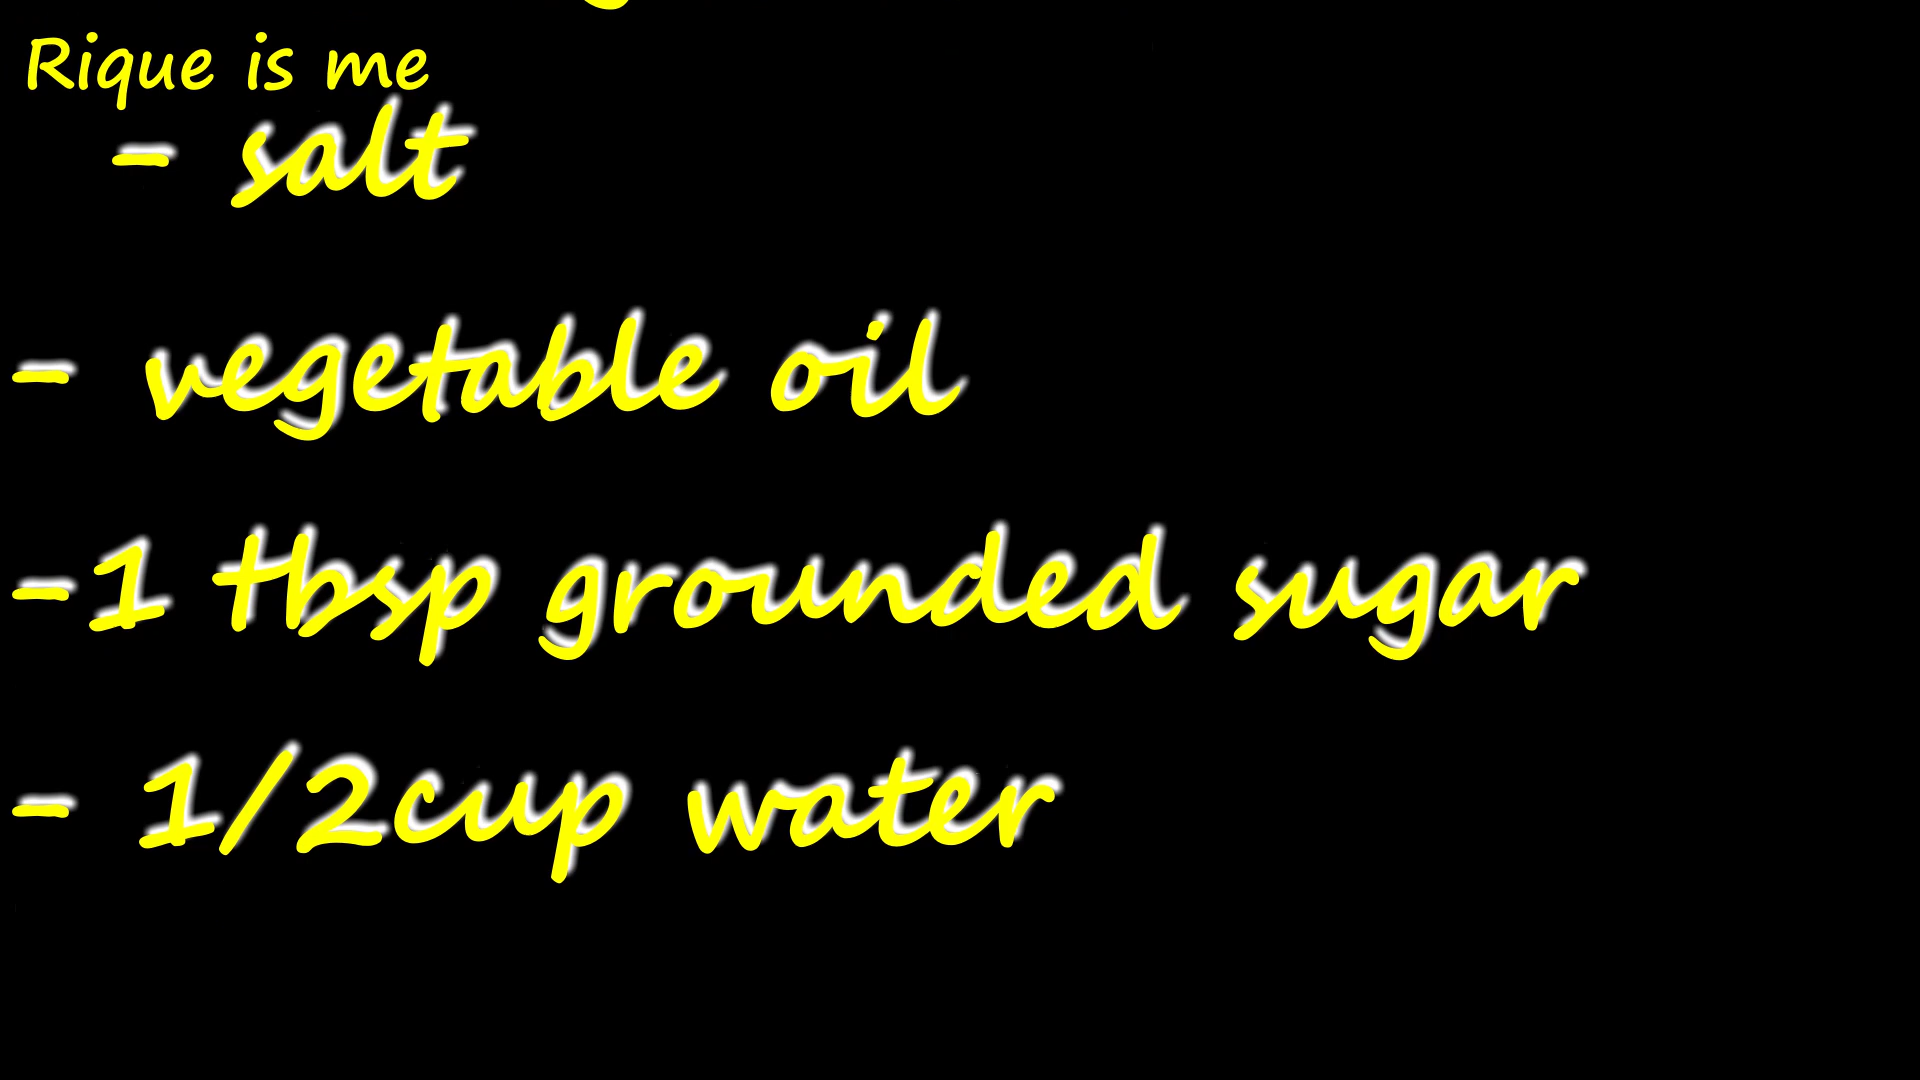 Rique is me
- salt
- vegetable oil
-1 tbsp grounded sugar
- 1/2cup water